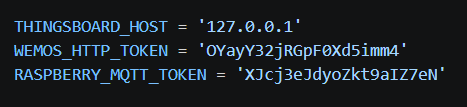 THINGSBOARD_HOST = '127.0.0.1'
WEMOS_HTTP_TOKEN = 'OYayY32jRGpF0Xd5imm4'
RASPBERRY_MQTT_TOKEN = 'XJcj3eJdyoZkt9aIZ7eN'